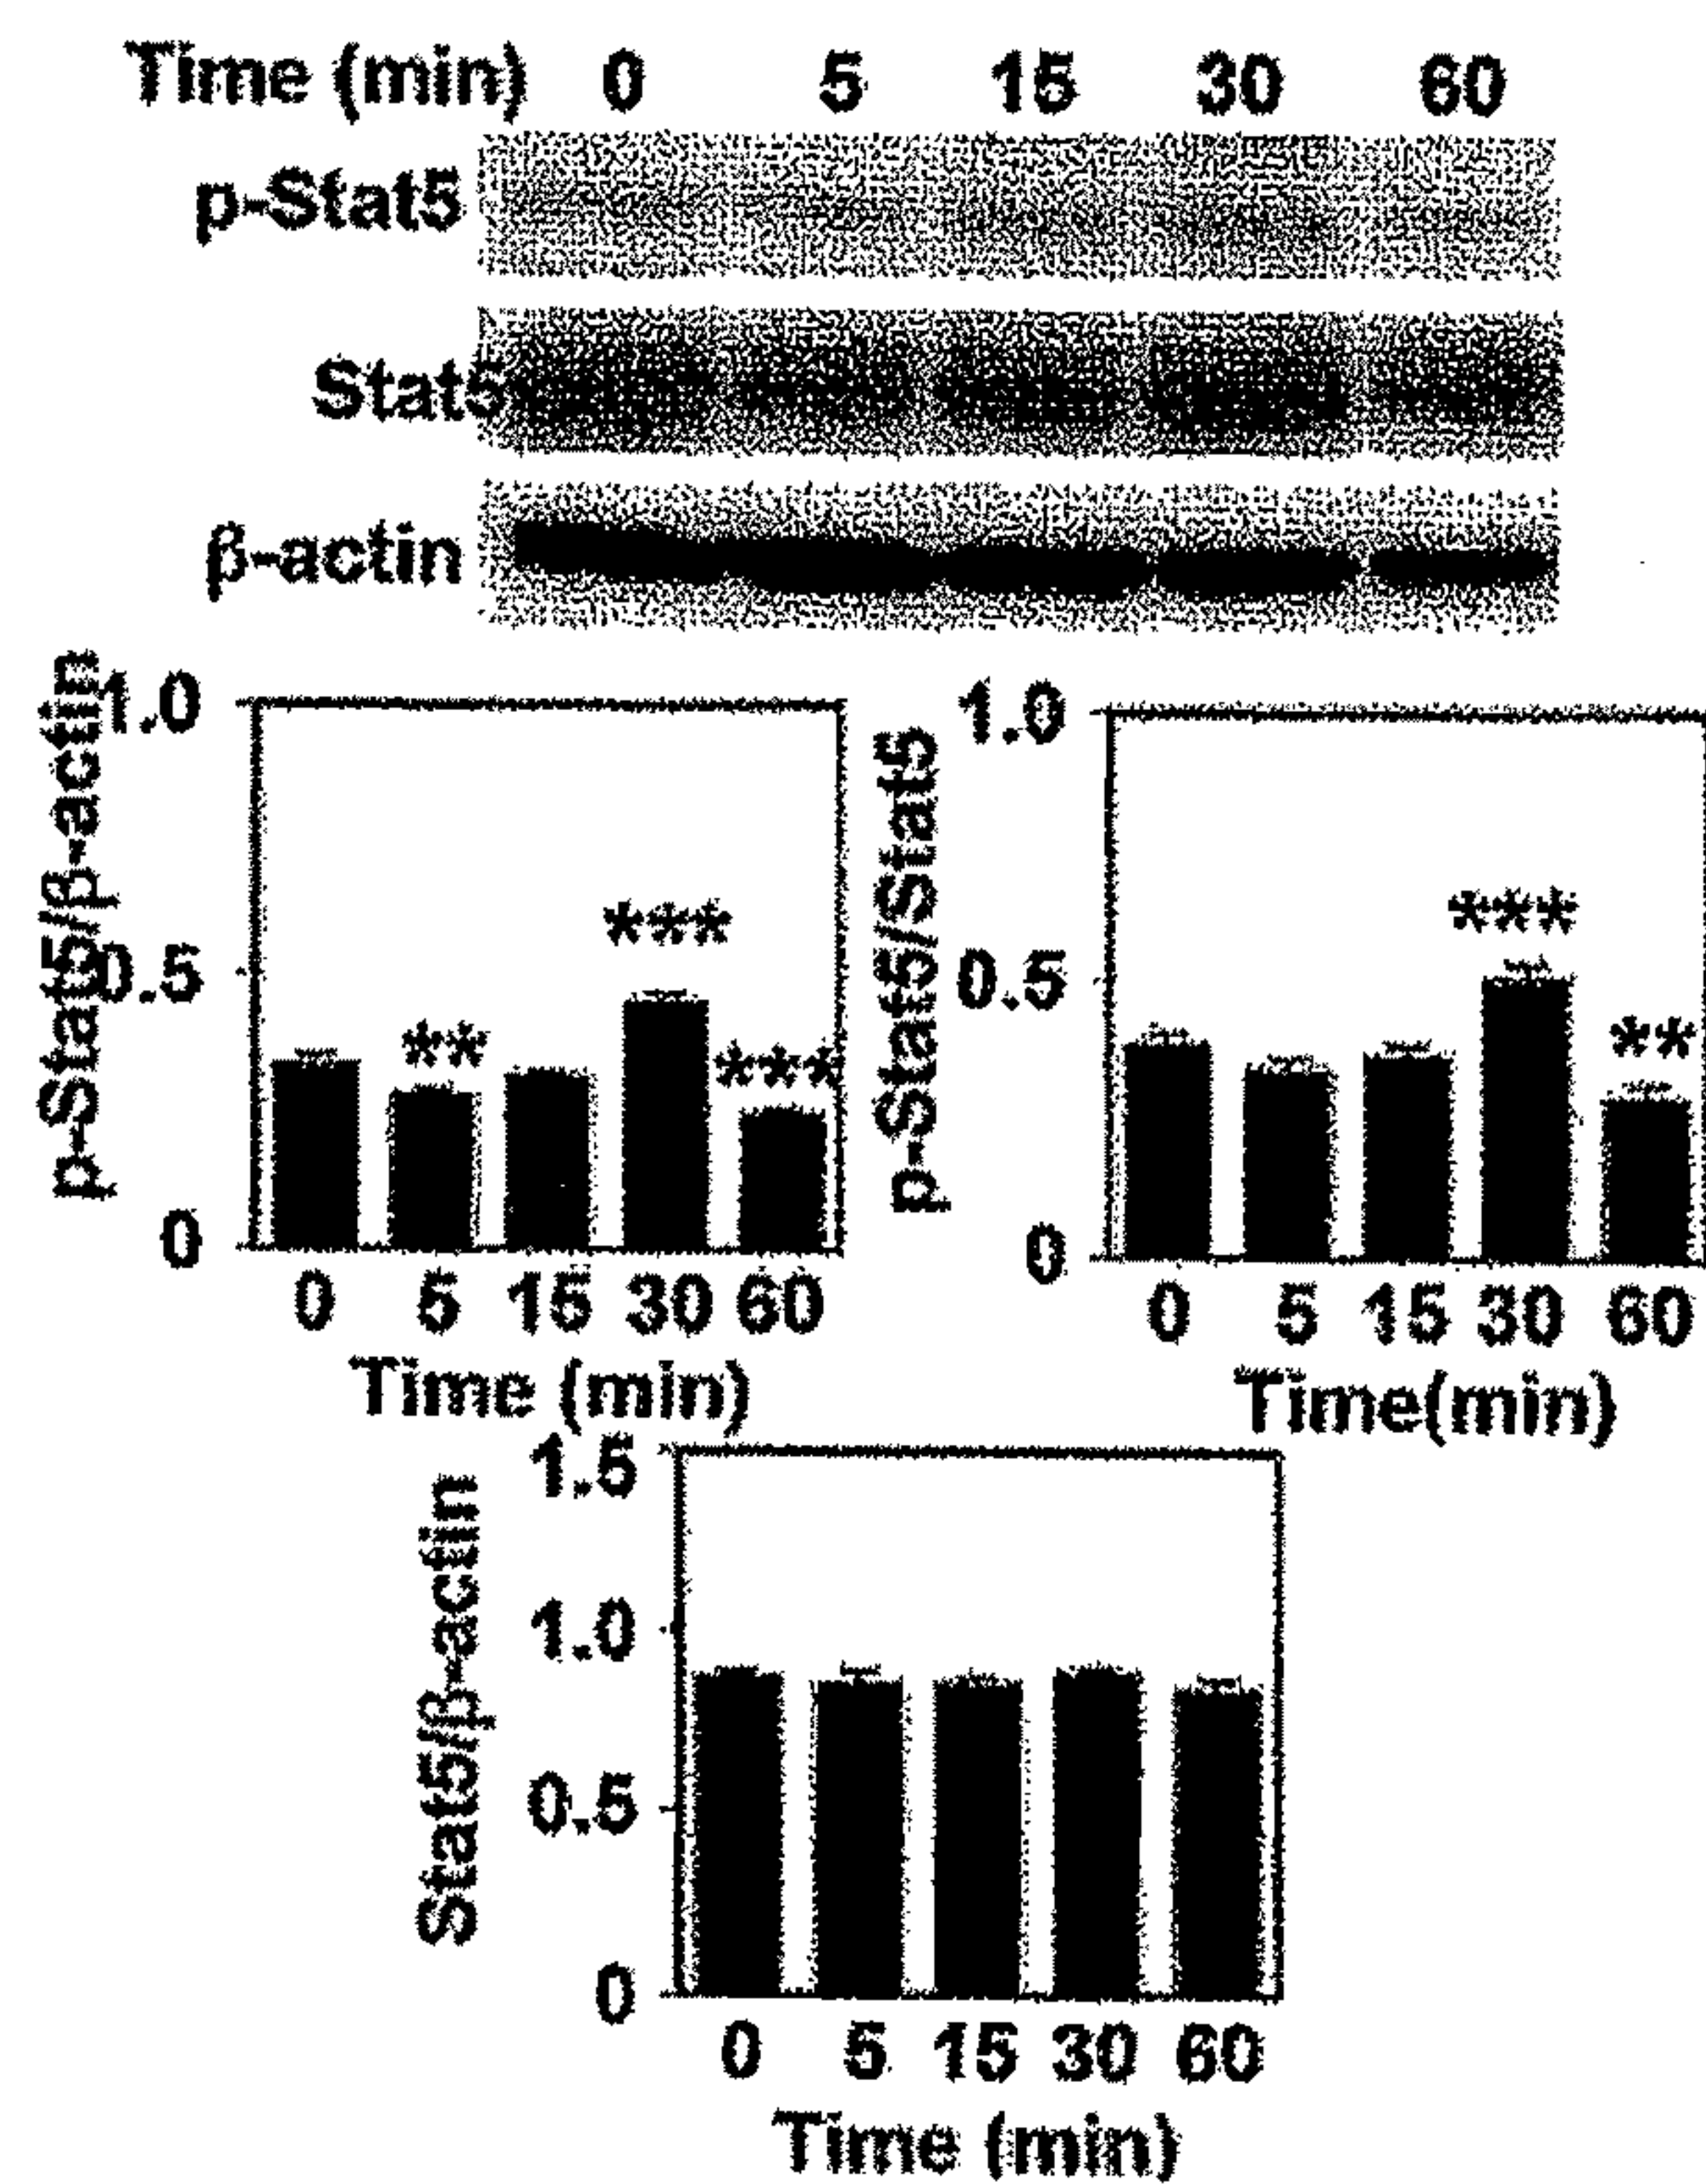 Time (min) 0 5 15 30 60
p-Stat5
Stat5
β-actin
p-Stat5/β-actin
1.0
0.5
0
** *** ***
0 5 15 30 60
Time (min)
p-Stat5/Stat5
1.0
0.5
0
*** **
0 5 15 30 60
Time(min)
Stat5/β-actin
1.5
1.0
0.5
0
0 5 15 30 60
Time (min)